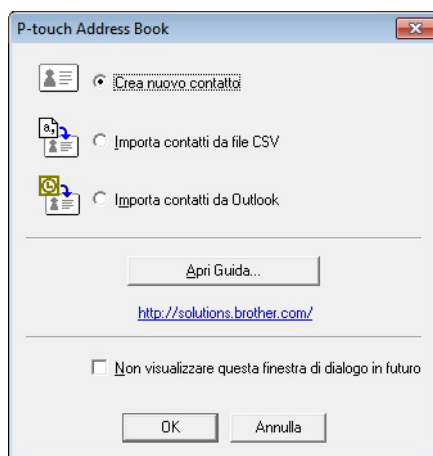 P-touch Address Book
Crea nuovo contatto
a,
Importa contatti da file CSV
Importa contatti da Outlook
Apri Guida...
http://solutions.brother.com/
Non visualizzare questa finestra di dialogo in futuro
OK Annulla